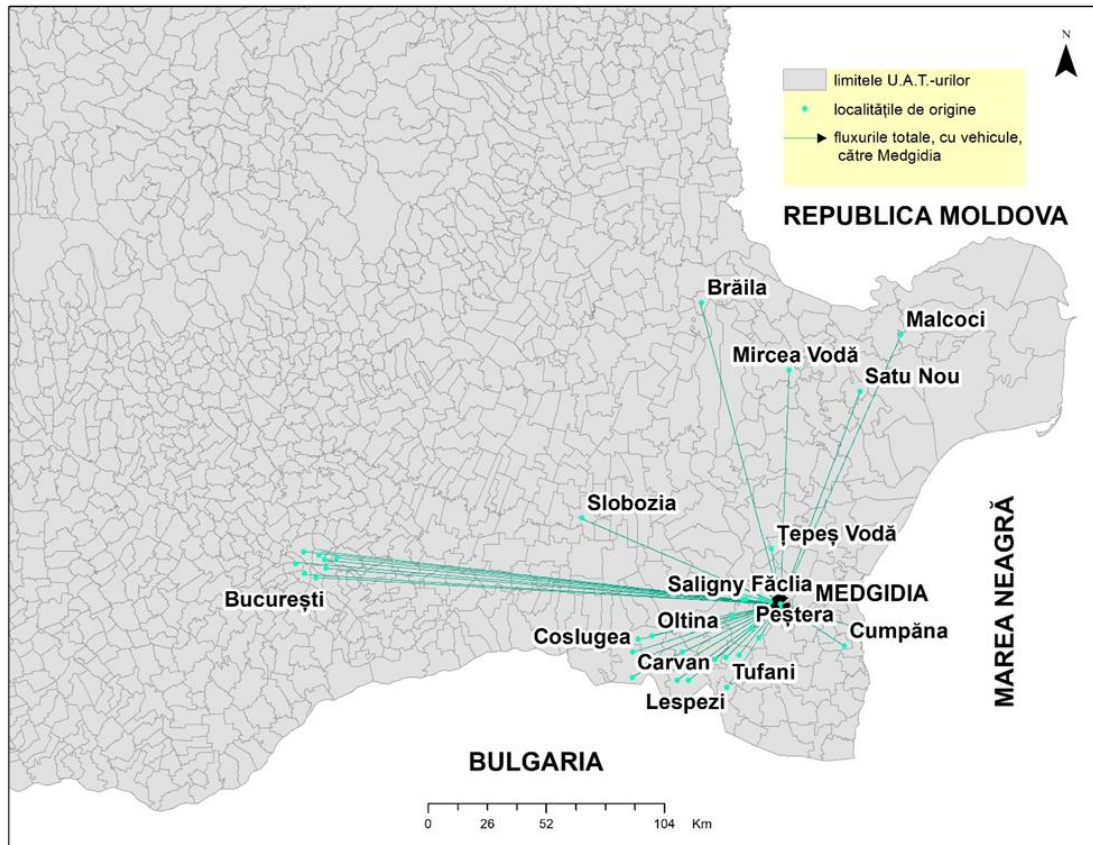 N
limitele U.A.T.-urilor
localitățile de origine
fluxurile totale, cu vehicule,
către Medgidia
REPUBLICA MOLDOVA
Brăila
Malcoci
Mircea Vodă
Satu Nou
Slobozia
Țepeș Vodă
MAREA NEAGRĂ
Saligny Făclia
MEDGIDIA
București
Oltina
Peștera
Cumpăna
Coslugea
Carvan
Tufani
Lespezi
BULGARIA
0 26 52 104 Km